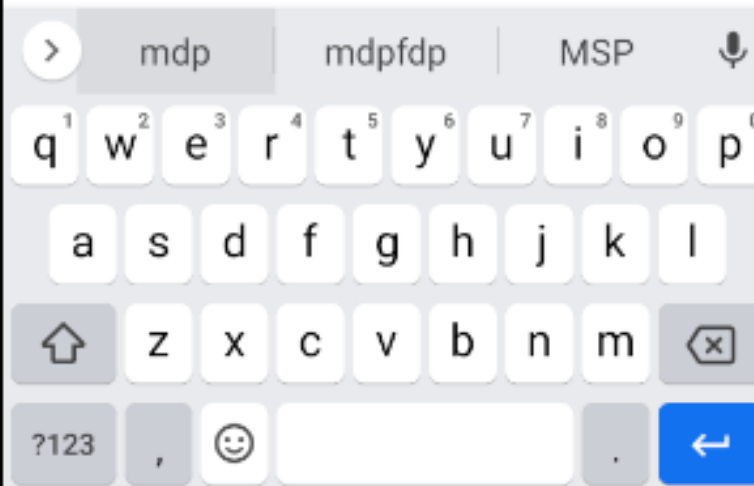 mdp mdpfdp MSP
q1 w2 e3 r4 t5 y6 u7 i8 o9 p
a s d f g h j k l
z x c v b n m
?123 , .